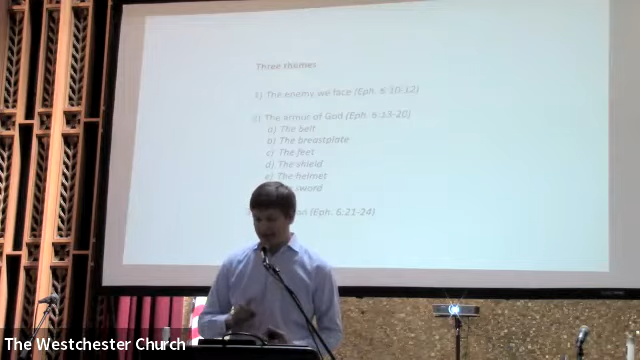 Three themes
1) The enemy we face (Eph. 6:10-12)
2) The armor of God (Eph. 6:13-20)
a) The belt
b) The breastplate
c) The feet
d) The shield
e) The helmet
sword
(Eph. 6:21-24)
The Westchester Church